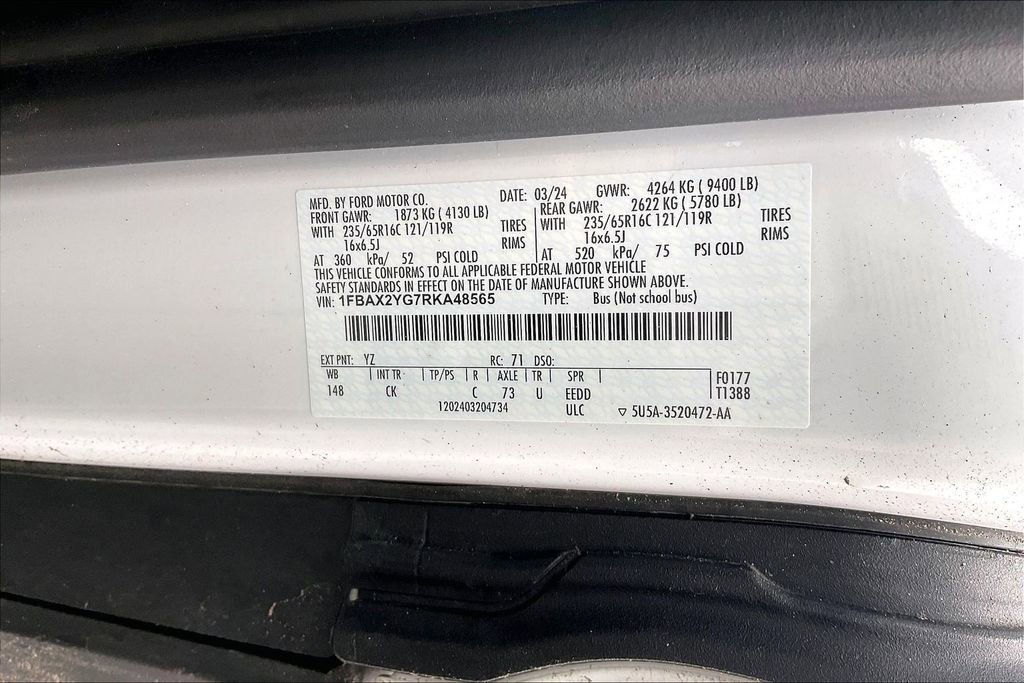 MFD. BY FORD MOTOR CO. DATE: 03/24 GVWR: 4264 KG ( 9400 LB)
FRONT GAWR: 1873 KG ( 4130 LB) REAR GAWR: 2622 KG ( 5780 LB)
WITH 235/65R16C 121/119R TIRES WITH 235/65R16C 121/119R TIRES
16x6.5J RIMS 16x6.5J RIMS
AT 360 kPa/ 52 PSI COLD AT 520 kPa/ 75 PSI COLD
THIS VEHICLE CONFORMS TO ALL APPLICABLE FEDERAL MOTOR VEHICLE
SAFETY STANDARDS IN EFFECT ON THE DATE OF MANUFACTURE SHOWN ABOVE.
VIN: 1FBAX2YG7RKA48565 TYPE: Bus (Not school bus)
EXT PNT: YZ RC: 71 DSO:
WB INT TR TP/PS R AXLE TR SPR F0177
148 CK C 73 U EEDD T1388
1202403204734 ULC ▽ 5U5A-3520472-AA